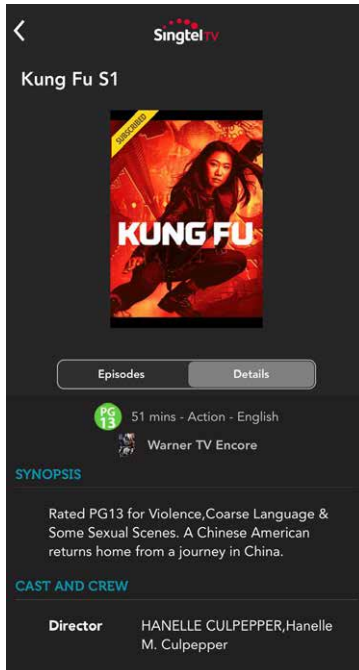 Singtel TV
Kung Fu S1
SUBSCRIBED
KUNG FU
Episodes
Details
PG
13
51 mins - Action - English
Warner TV Encore
SYNOPSIS
Rated PG13 for Violence,Coarse Language &
Some Sexual Scenes. A Chinese American
returns home from a journey in China.
CAST AND CREW
Director
HANELLE CULPEPPER,Hanelle
M. Culpepper